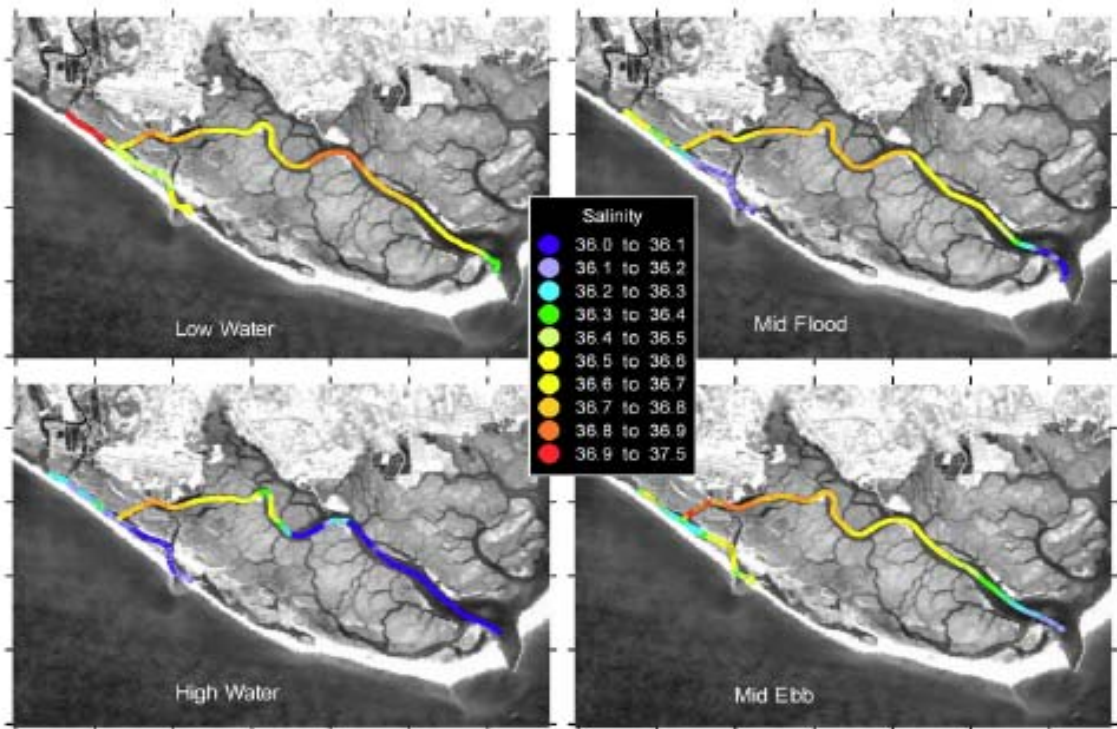 Low Water
Mid Flood
Salinity
36.0 to 36.1
36.1 to 36.2
36.2 to 36.3
36.3 to 36.4
36.4 to 36.5
36.5 to 36.6
36.6 to 36.7
36.7 to 36.8
36.8 to 36.9
36.9 to 37.5
High Water
Mid Ebb